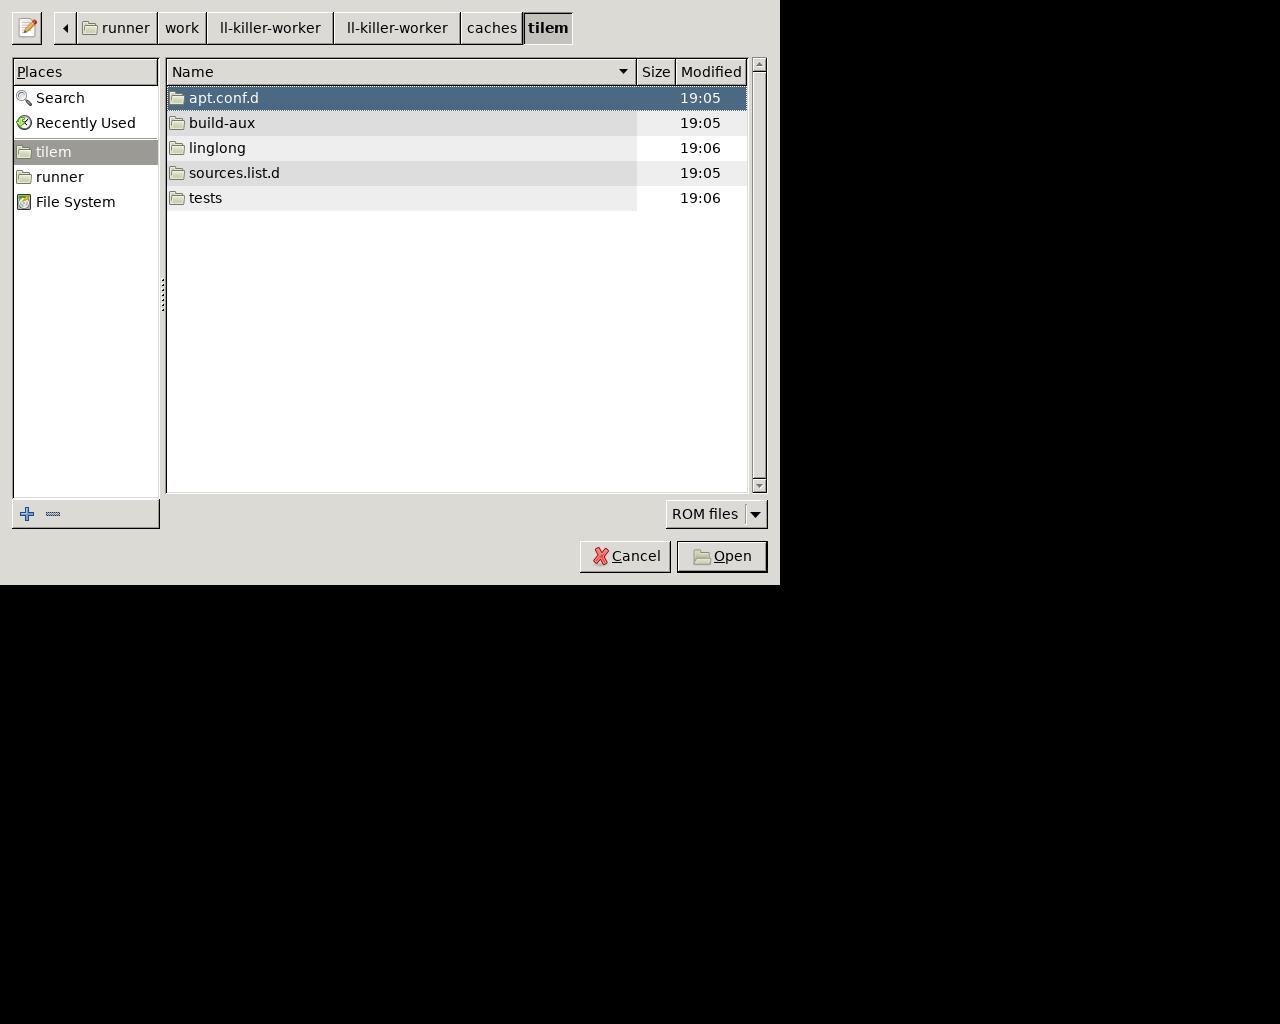 runner work ll-killer-worker ll-killer-worker caches tilem
Places
Search
Recently Used
tilem
runner
File System
Name Size Modified
apt.conf.d 19:05
build-aux 19:05
linglong 19:06
sources.list.d 19:05
tests 19:06
ROM files
Cancel Open